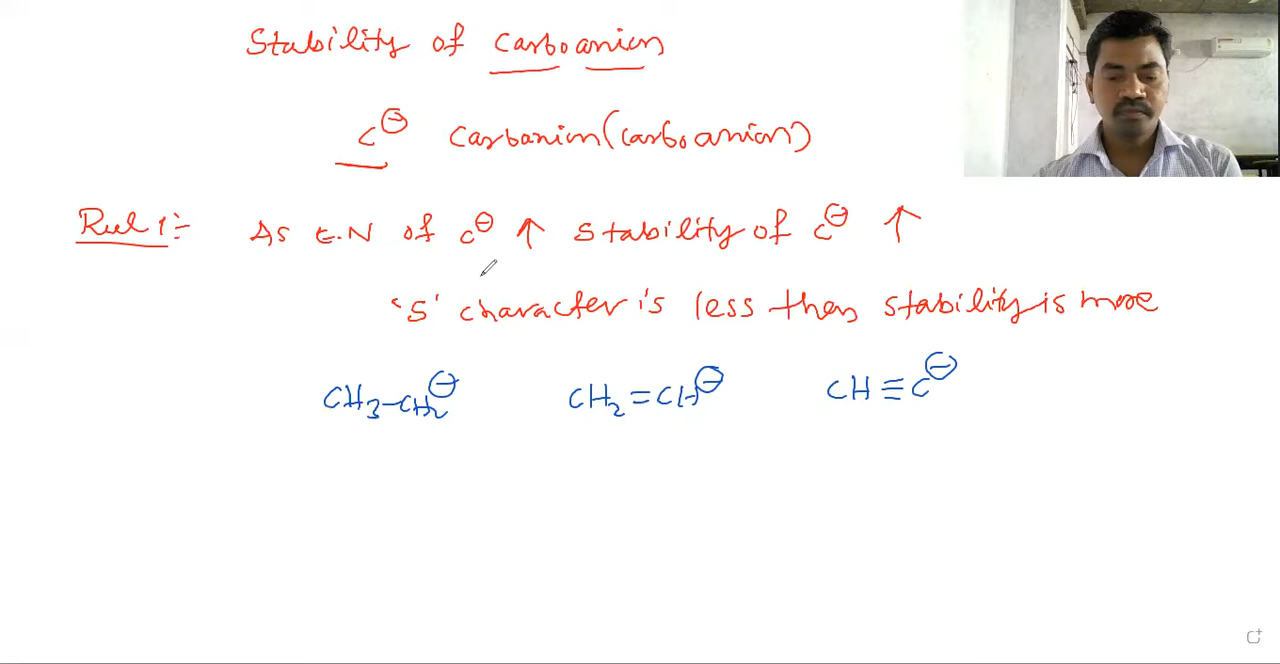 Stability of carboanion
C⊖ Carbanion(carboanion)
Rule 1:- As E.N of C⊖ ↑ stability of C⊖ ↑
'S' character is less then stability is more
CH3-CH2⊖ CH2=CH⊖ CH≡C⊖